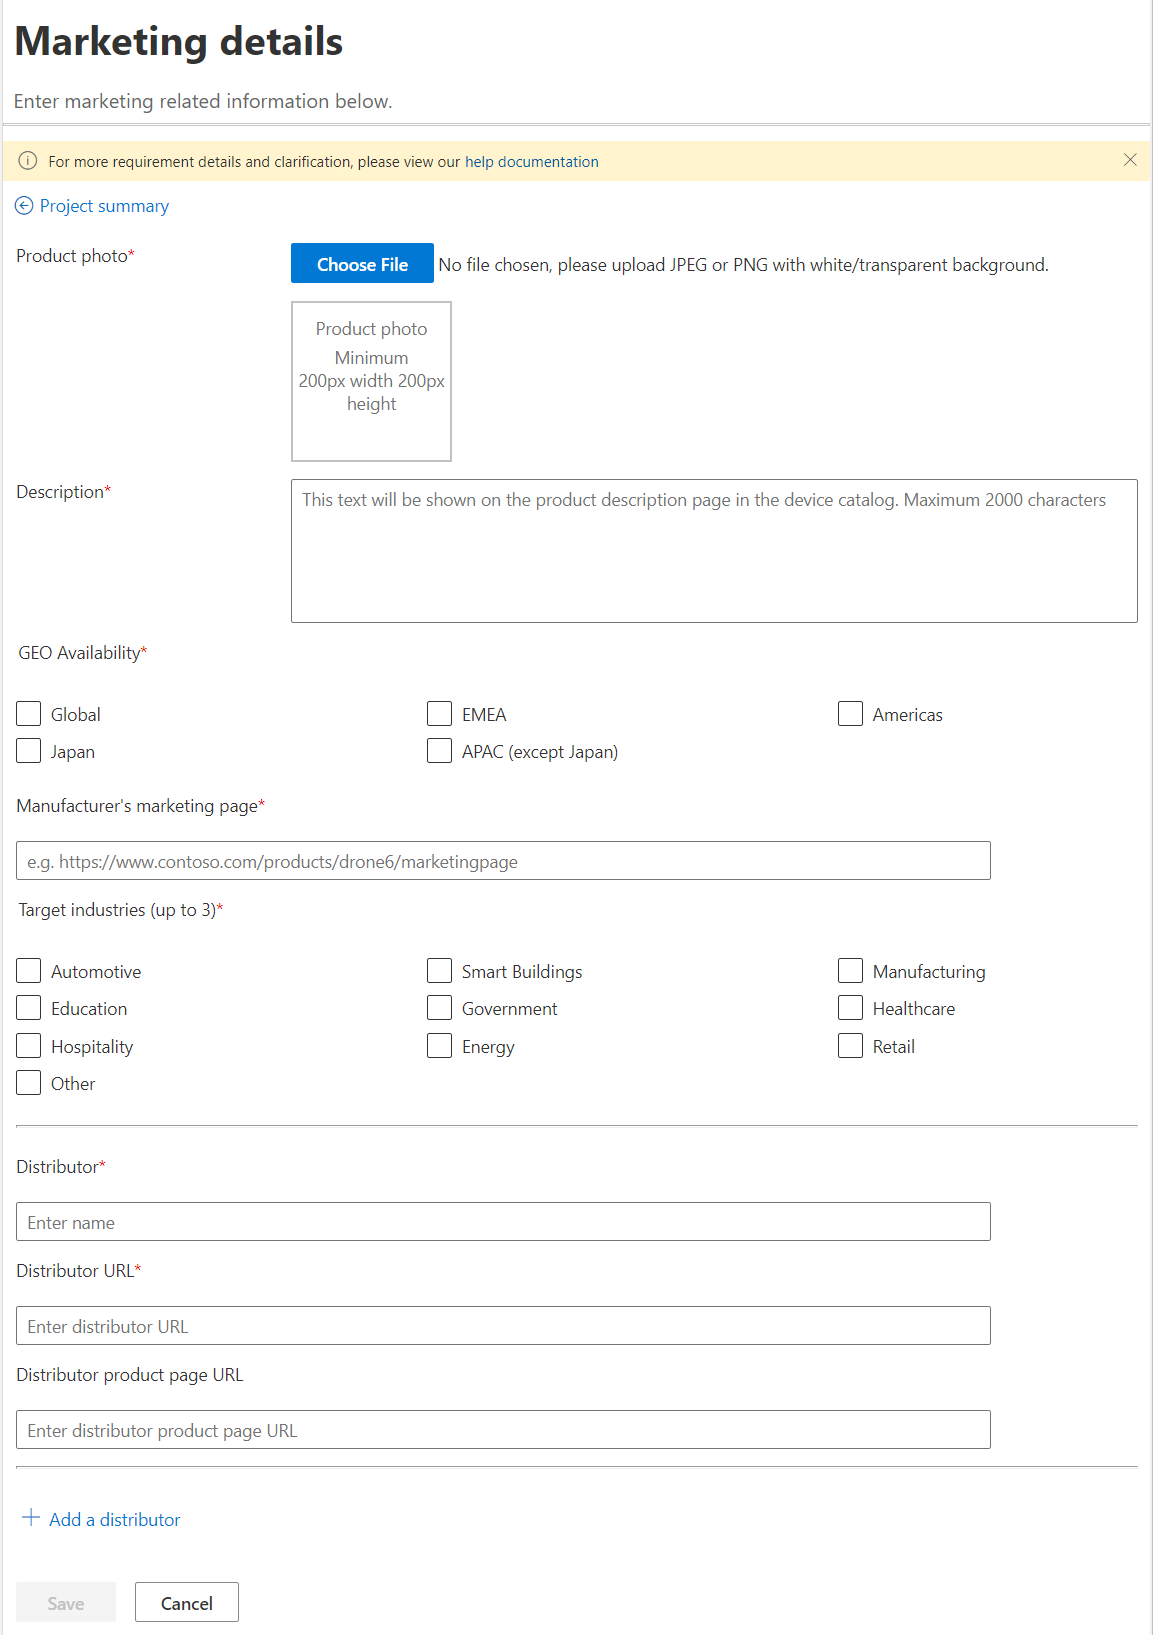 Marketing details
Enter marketing related information below.
For more requirement details and clarification, please view our help documentation
Project summary
Product photo*
Choose File No file chosen, please upload JPEG or PNG with white/transparent background.
Product photo
Minimum
200px width 200px
height
Description*
This text will be shown on the product description page in the device catalog. Maximum 2000 characters
GEO Availability*
Global EMEA Americas
Japan APAC (except Japan)
Manufacturer's marketing page*
e.g. https://www.contoso.com/products/drone6/marketingpage
Target industries (up to 3)*
Automotive Smart Buildings Manufacturing
Education Government Healthcare
Hospitality Energy Retail
Other
Distributor*
Enter name
Distributor URL*
Enter distributor URL
Distributor product page URL
Enter distributor product page URL
Add a distributor
Save Cancel